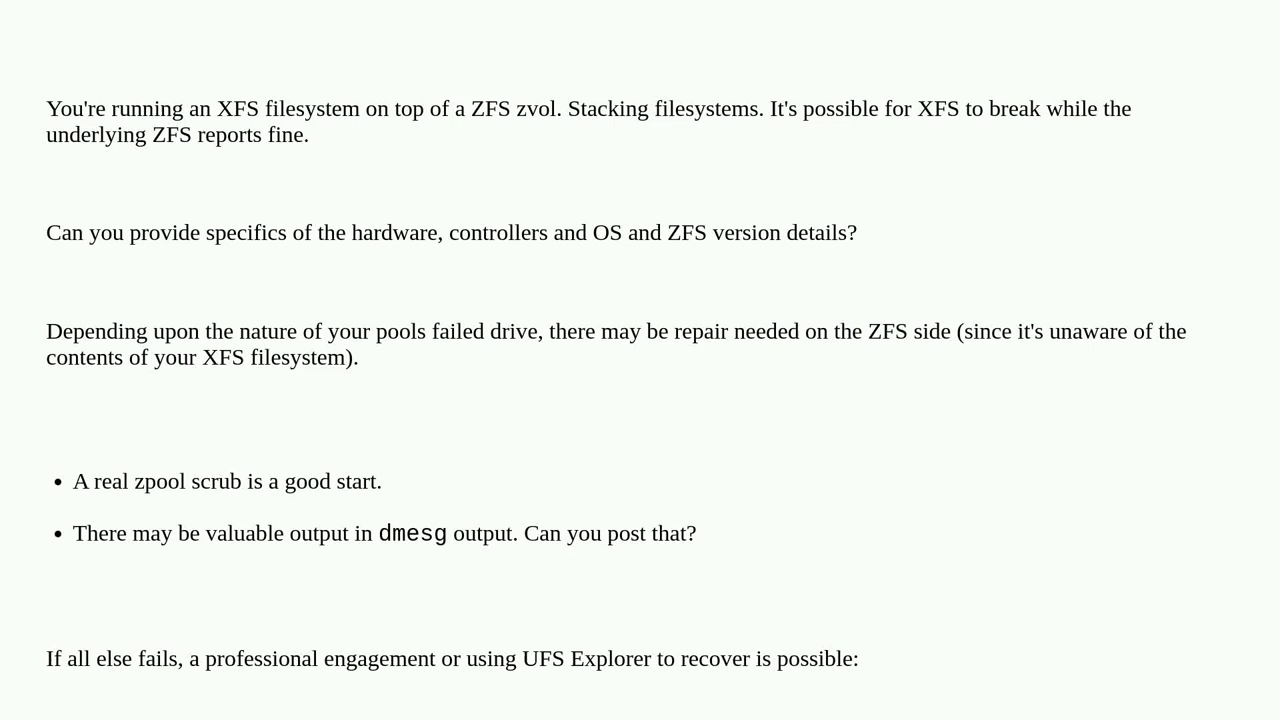 You're running an XFS filesystem on top of a ZFS zvol. Stacking filesystems. It's possible for XFS to break while the
underlying ZFS reports fine.
Can you provide specifics of the hardware, controllers and OS and ZFS version details?
Depending upon the nature of your pools failed drive, there may be repair needed on the ZFS side (since it's unaware of the
contents of your XFS filesystem).
• A real zpool scrub is a good start.
• There may be valuable output in dmesg output. Can you post that?
If all else fails, a professional engagement or using UFS Explorer to recover is possible: